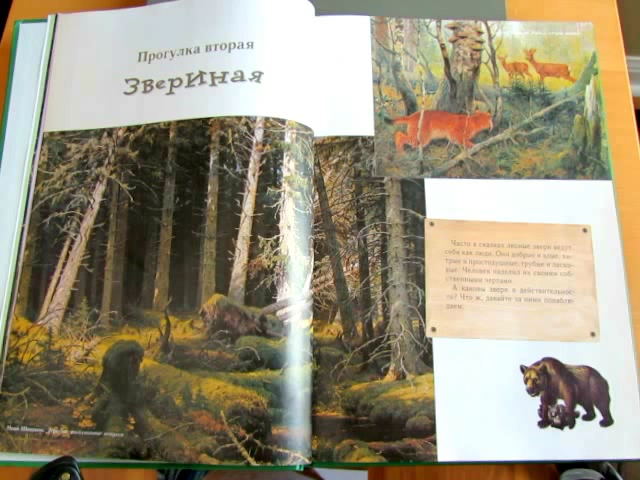 Прогулка вторая
Звериная
Часто в сказках лесные звери ведут
себя как люди. Они добрые и злые, хит-
рые и простодушные, грубые и ласко-
вые. Человек наделил их своими соб-
ственными чертами.
А каковы звери в действительнос-
ти? Что ж, давайте за ними понаблю-
даем.